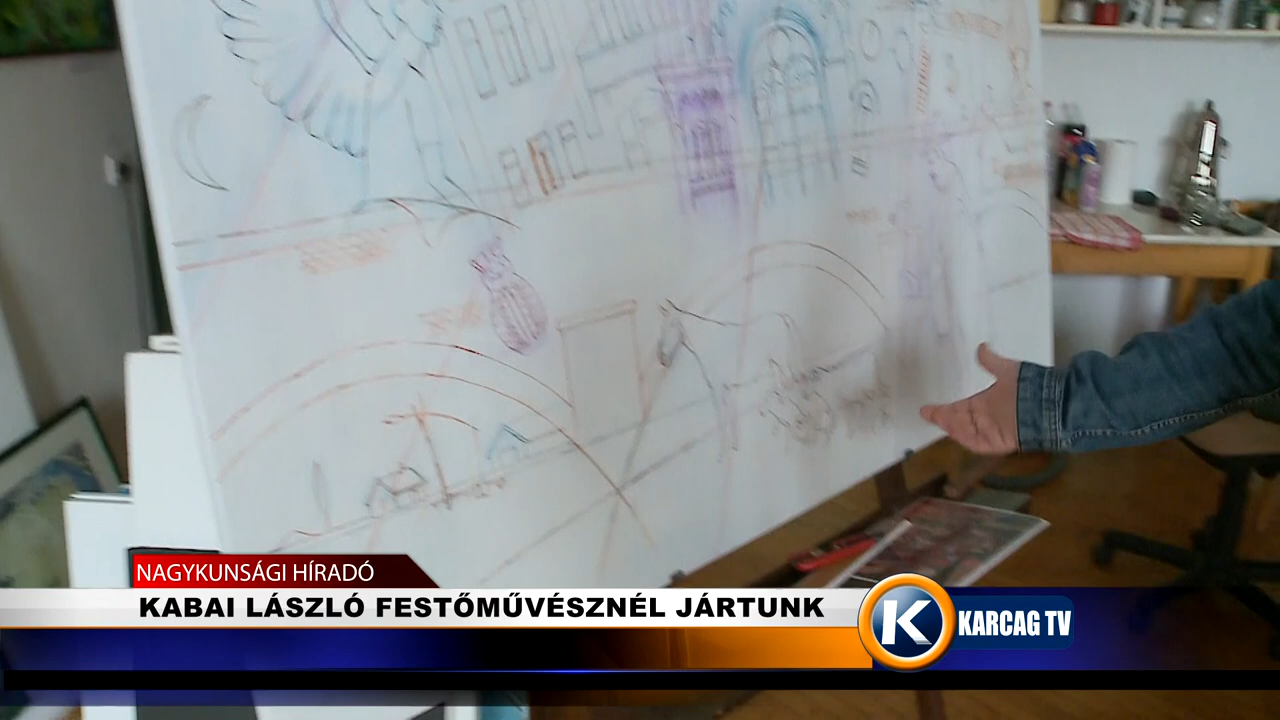 NAGYKUNSÁGI HÍRADÓ
KABAI LÁSZLÓ FESTŐMŰVÉSZNÉL JÁRTUNK
K KARCAG TV